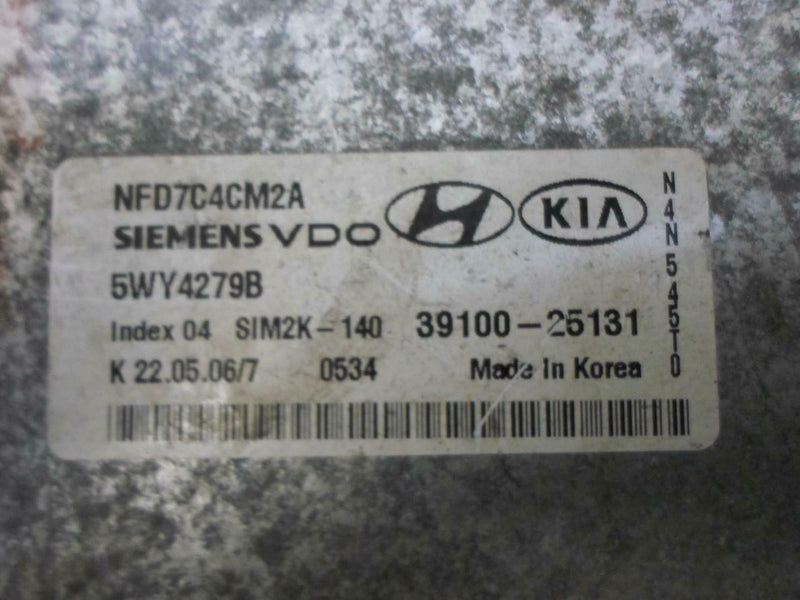 NFD7C4CM2A
SIEMENS VDO KIA
5WY4279B
Index 04 SIM2K-140 39100-25131
K 22.05.06/7 0534 Made in Korea
N4N545T0